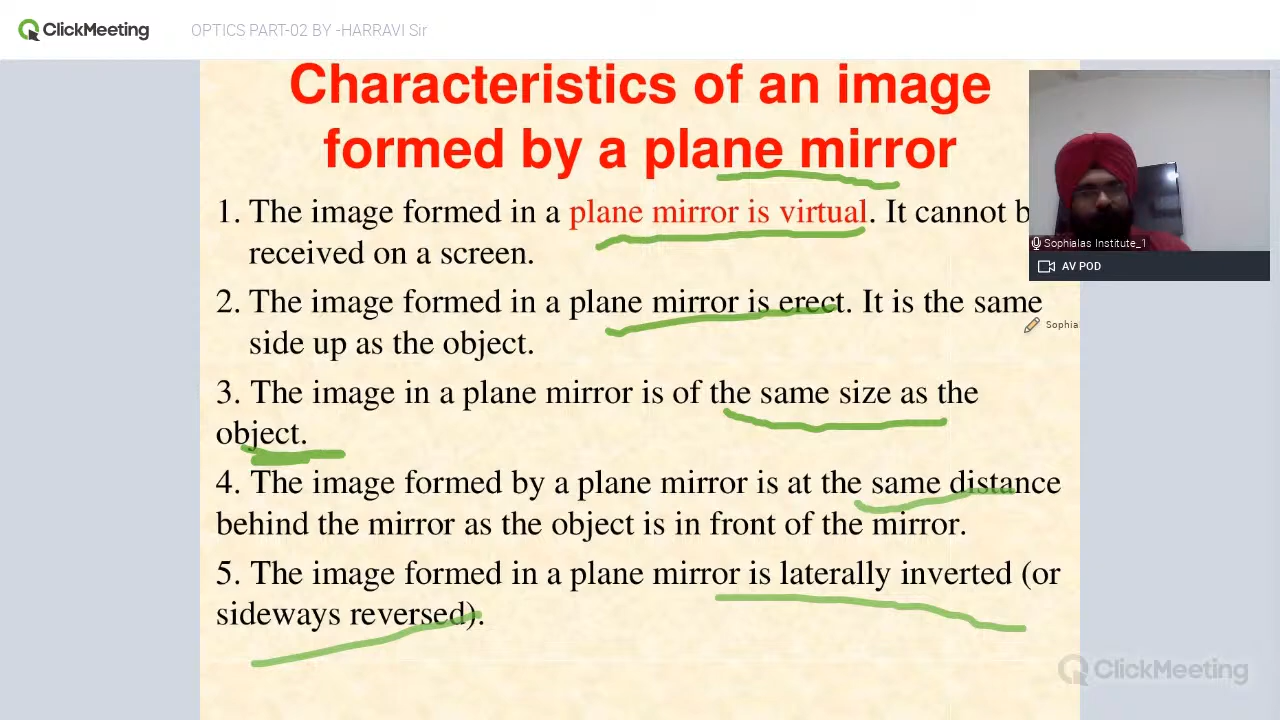 ClickMeeting
OPTICS PART-02 BY -HARRAVI Sir
Characteristics of an image
formed by a plane mirror
1. The image formed in a plane mirror is virtual. It cannot b
received on a screen.
2. The image formed in a plane mirror is erect. It is the same
side up as the object.
3. The image in a plane mirror is of the same size as the
object.
4. The image formed by a plane mirror is at the same distance
behind the mirror as the object is in front of the mirror.
5. The image formed in a plane mirror is laterally inverted (or
sideways reversed).
Sophialas Institute_1
AV POD
Sophia
ClickMeeting